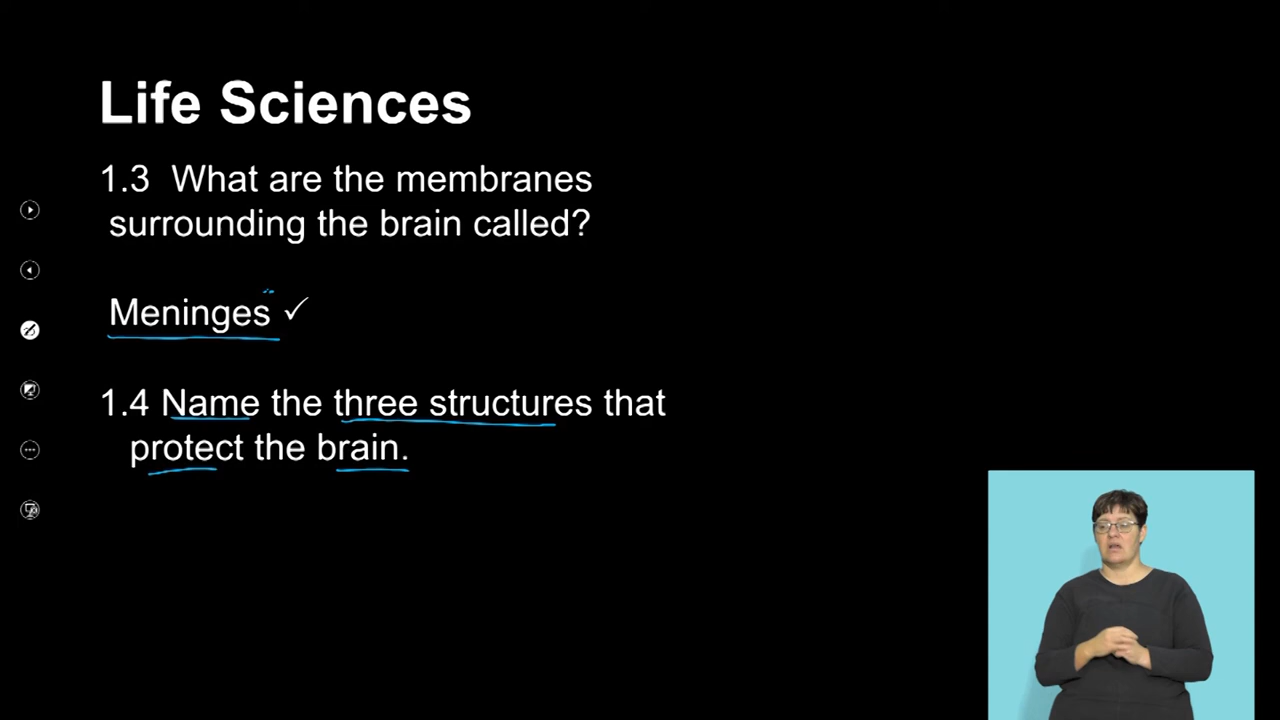 Life Sciences
1.3 What are the membranes
surrounding the brain called?
Meninges ✓
1.4 Name the three structures that
protect the brain.